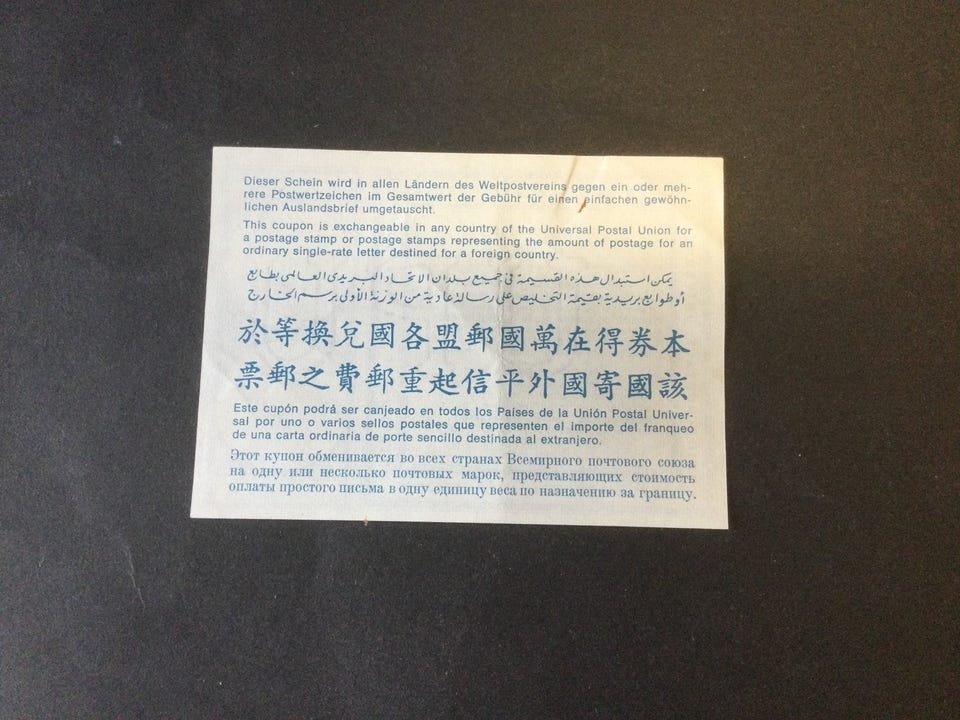 Dieser Schein wird in allen Ländern des Weltpostvereins gegen ein oder meh-
rere Postwertzeichen im Gesamtwert der Gebühr für einen einfachen gewöhn-
lichen Auslandsbrief umgetauscht.
This coupon is exchangeable in any country of the Universal Postal Union for
a postage stamp or postage stamps representing the amount of postage for an
ordinary single-rate letter destined for a foreign country.
يمكن استبدال هذه القسيمة فى جميع بلدان الاتحاد البريدى العالمى بطابع
أو طوابع بريدية بقيمة التخليص على رسالة عادية من الوزنة الأولى برسم الخارج
本券得在萬國郵盟各國兌換等於
該國寄國外平信起重郵費之郵票
Este cupón podrá ser canjeado en todos los Países de la Unión Postal Univer-
sal por uno o varios sellos postales que representen el importe del franqueo
de una carta ordinaria de porte sencillo destinada al extranjero.
Этот купон обменивается во всех странах Всемирного почтового союза
на одну или несколько почтовых марок, представляющих стоимость
оплаты простого письма в одну единицу веса по назначению за границу.